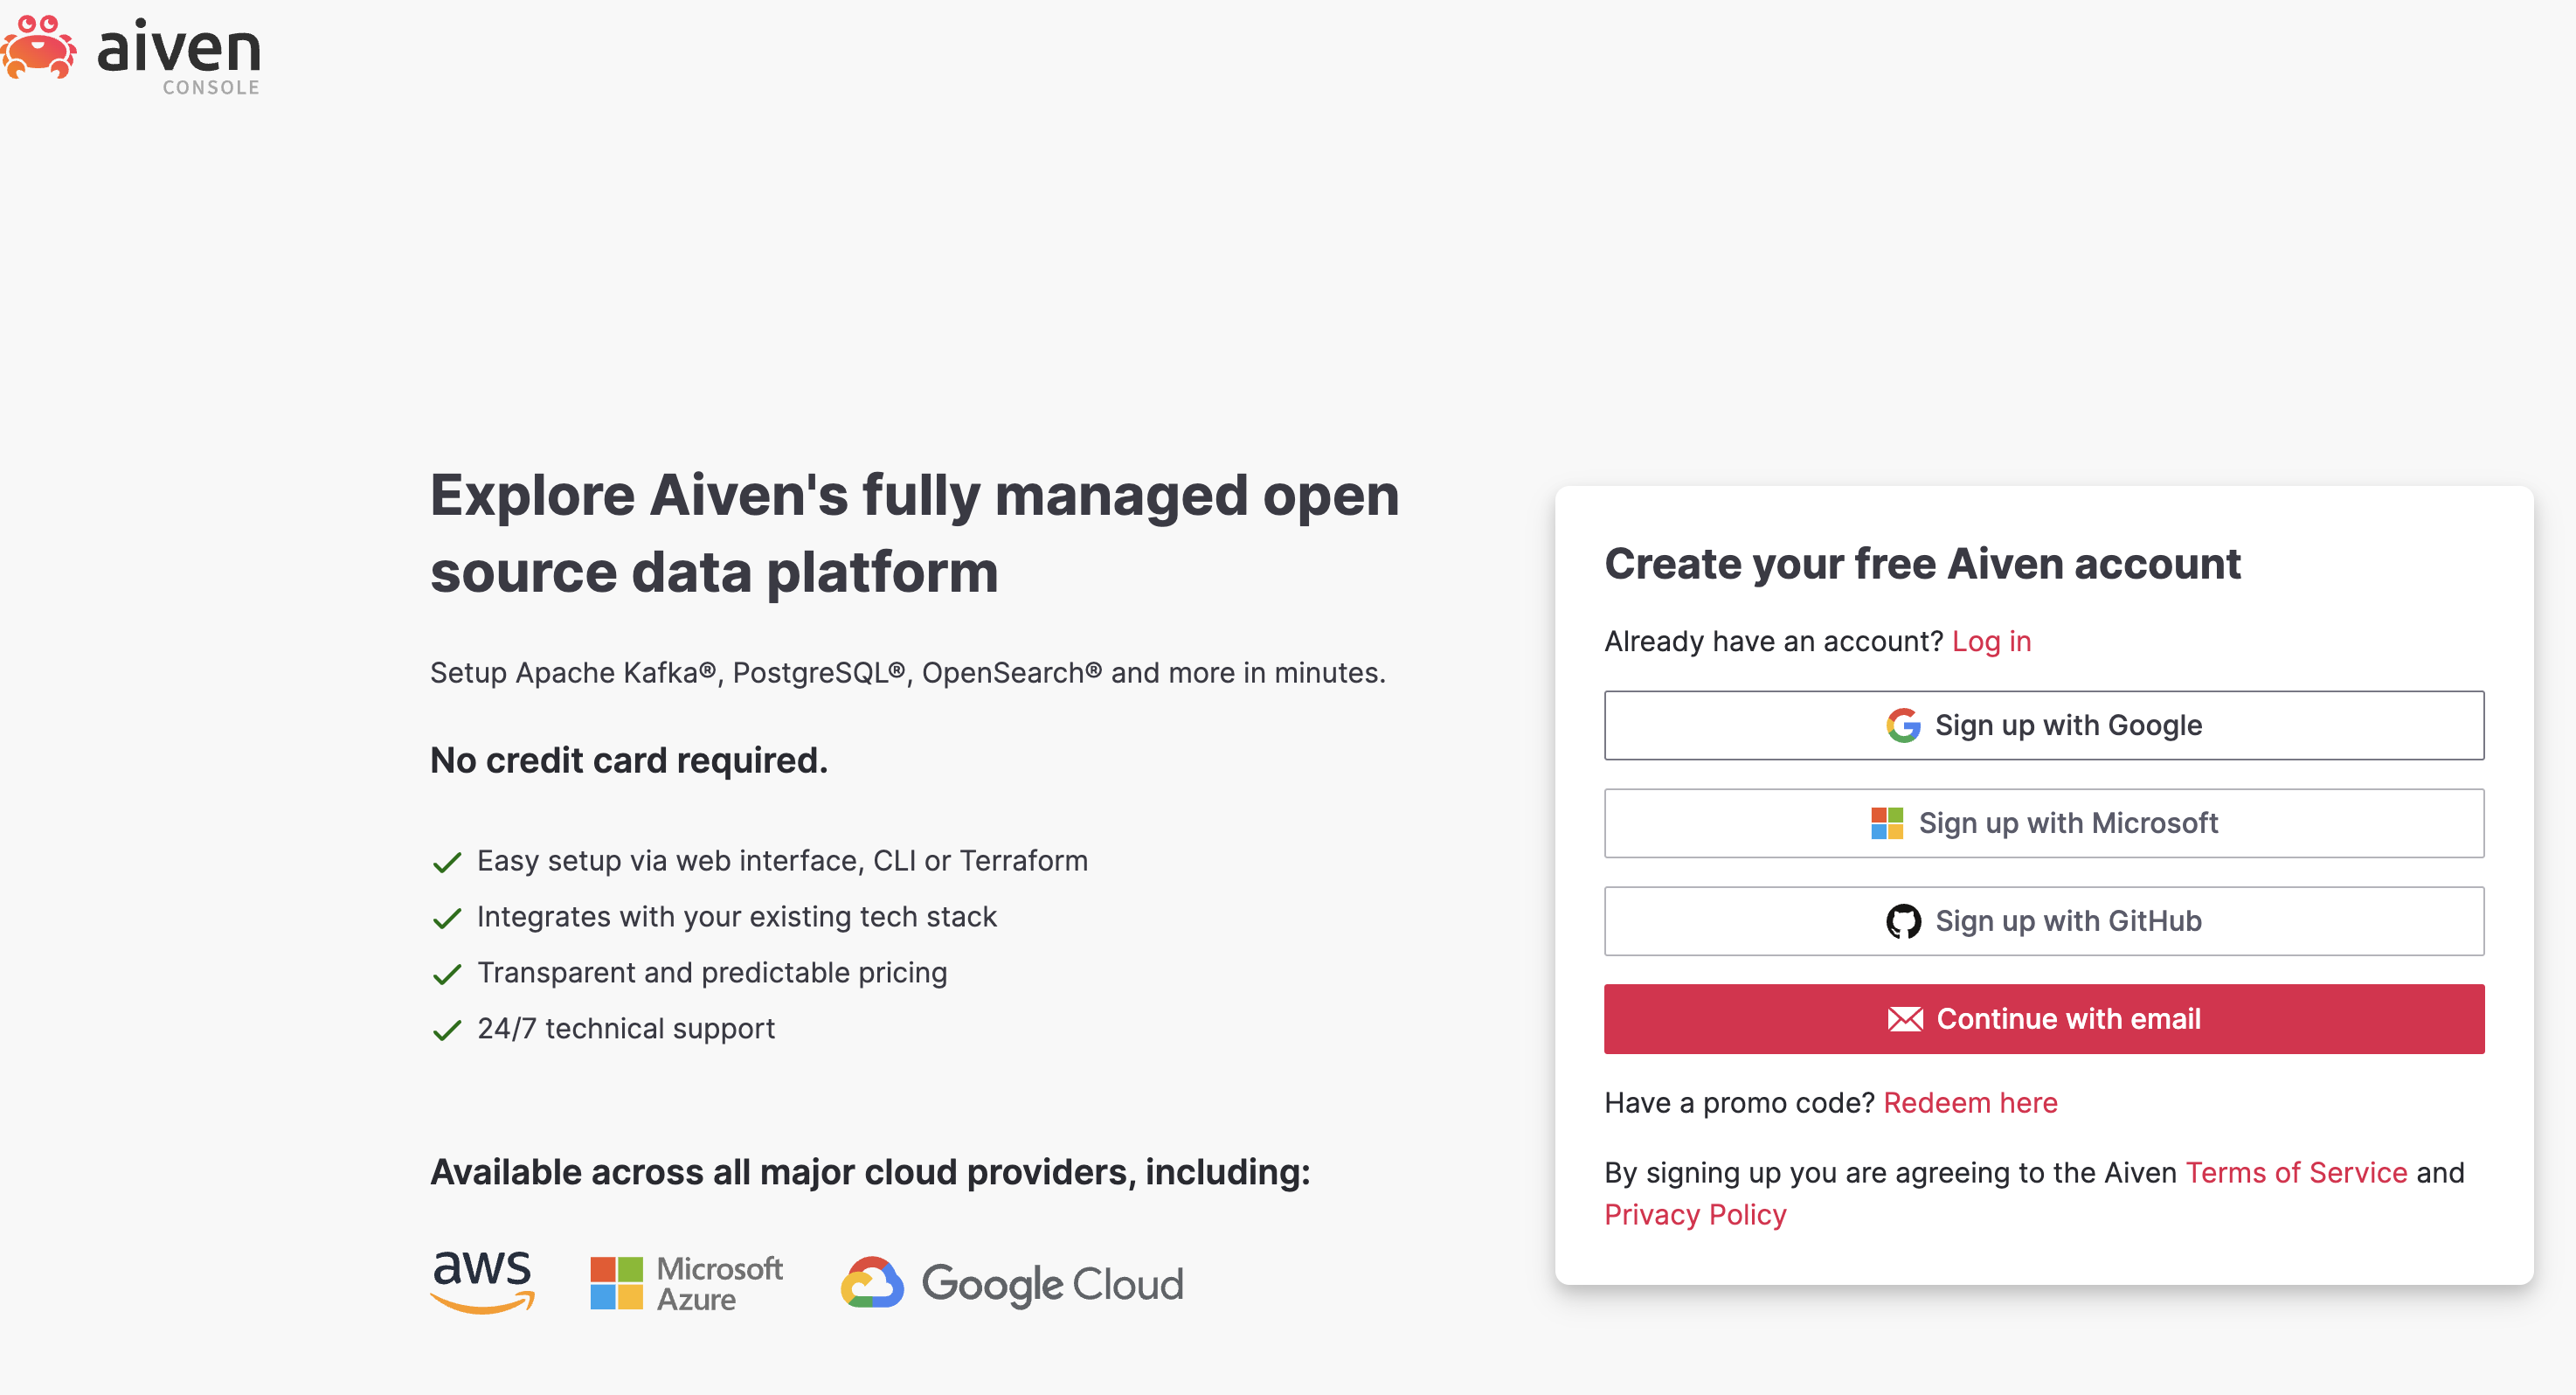 aiven
CONSOLE
Explore Aiven's fully managed open
source data platform
Setup Apache Kafka®, PostgreSQL®, OpenSearch® and more in minutes.
No credit card required.
Easy setup via web interface, CLI or Terraform
Integrates with your existing tech stack
Transparent and predictable pricing
24/7 technical support
Available across all major cloud providers, including:
aws
Microsoft
Azure
Google Cloud
Create your free Aiven account
Already have an account? Log in
Sign up with Google
Sign up with Microsoft
Sign up with GitHub
Continue with email
Have a promo code? Redeem here
By signing up you are agreeing to the Aiven Terms of Service and
Privacy Policy